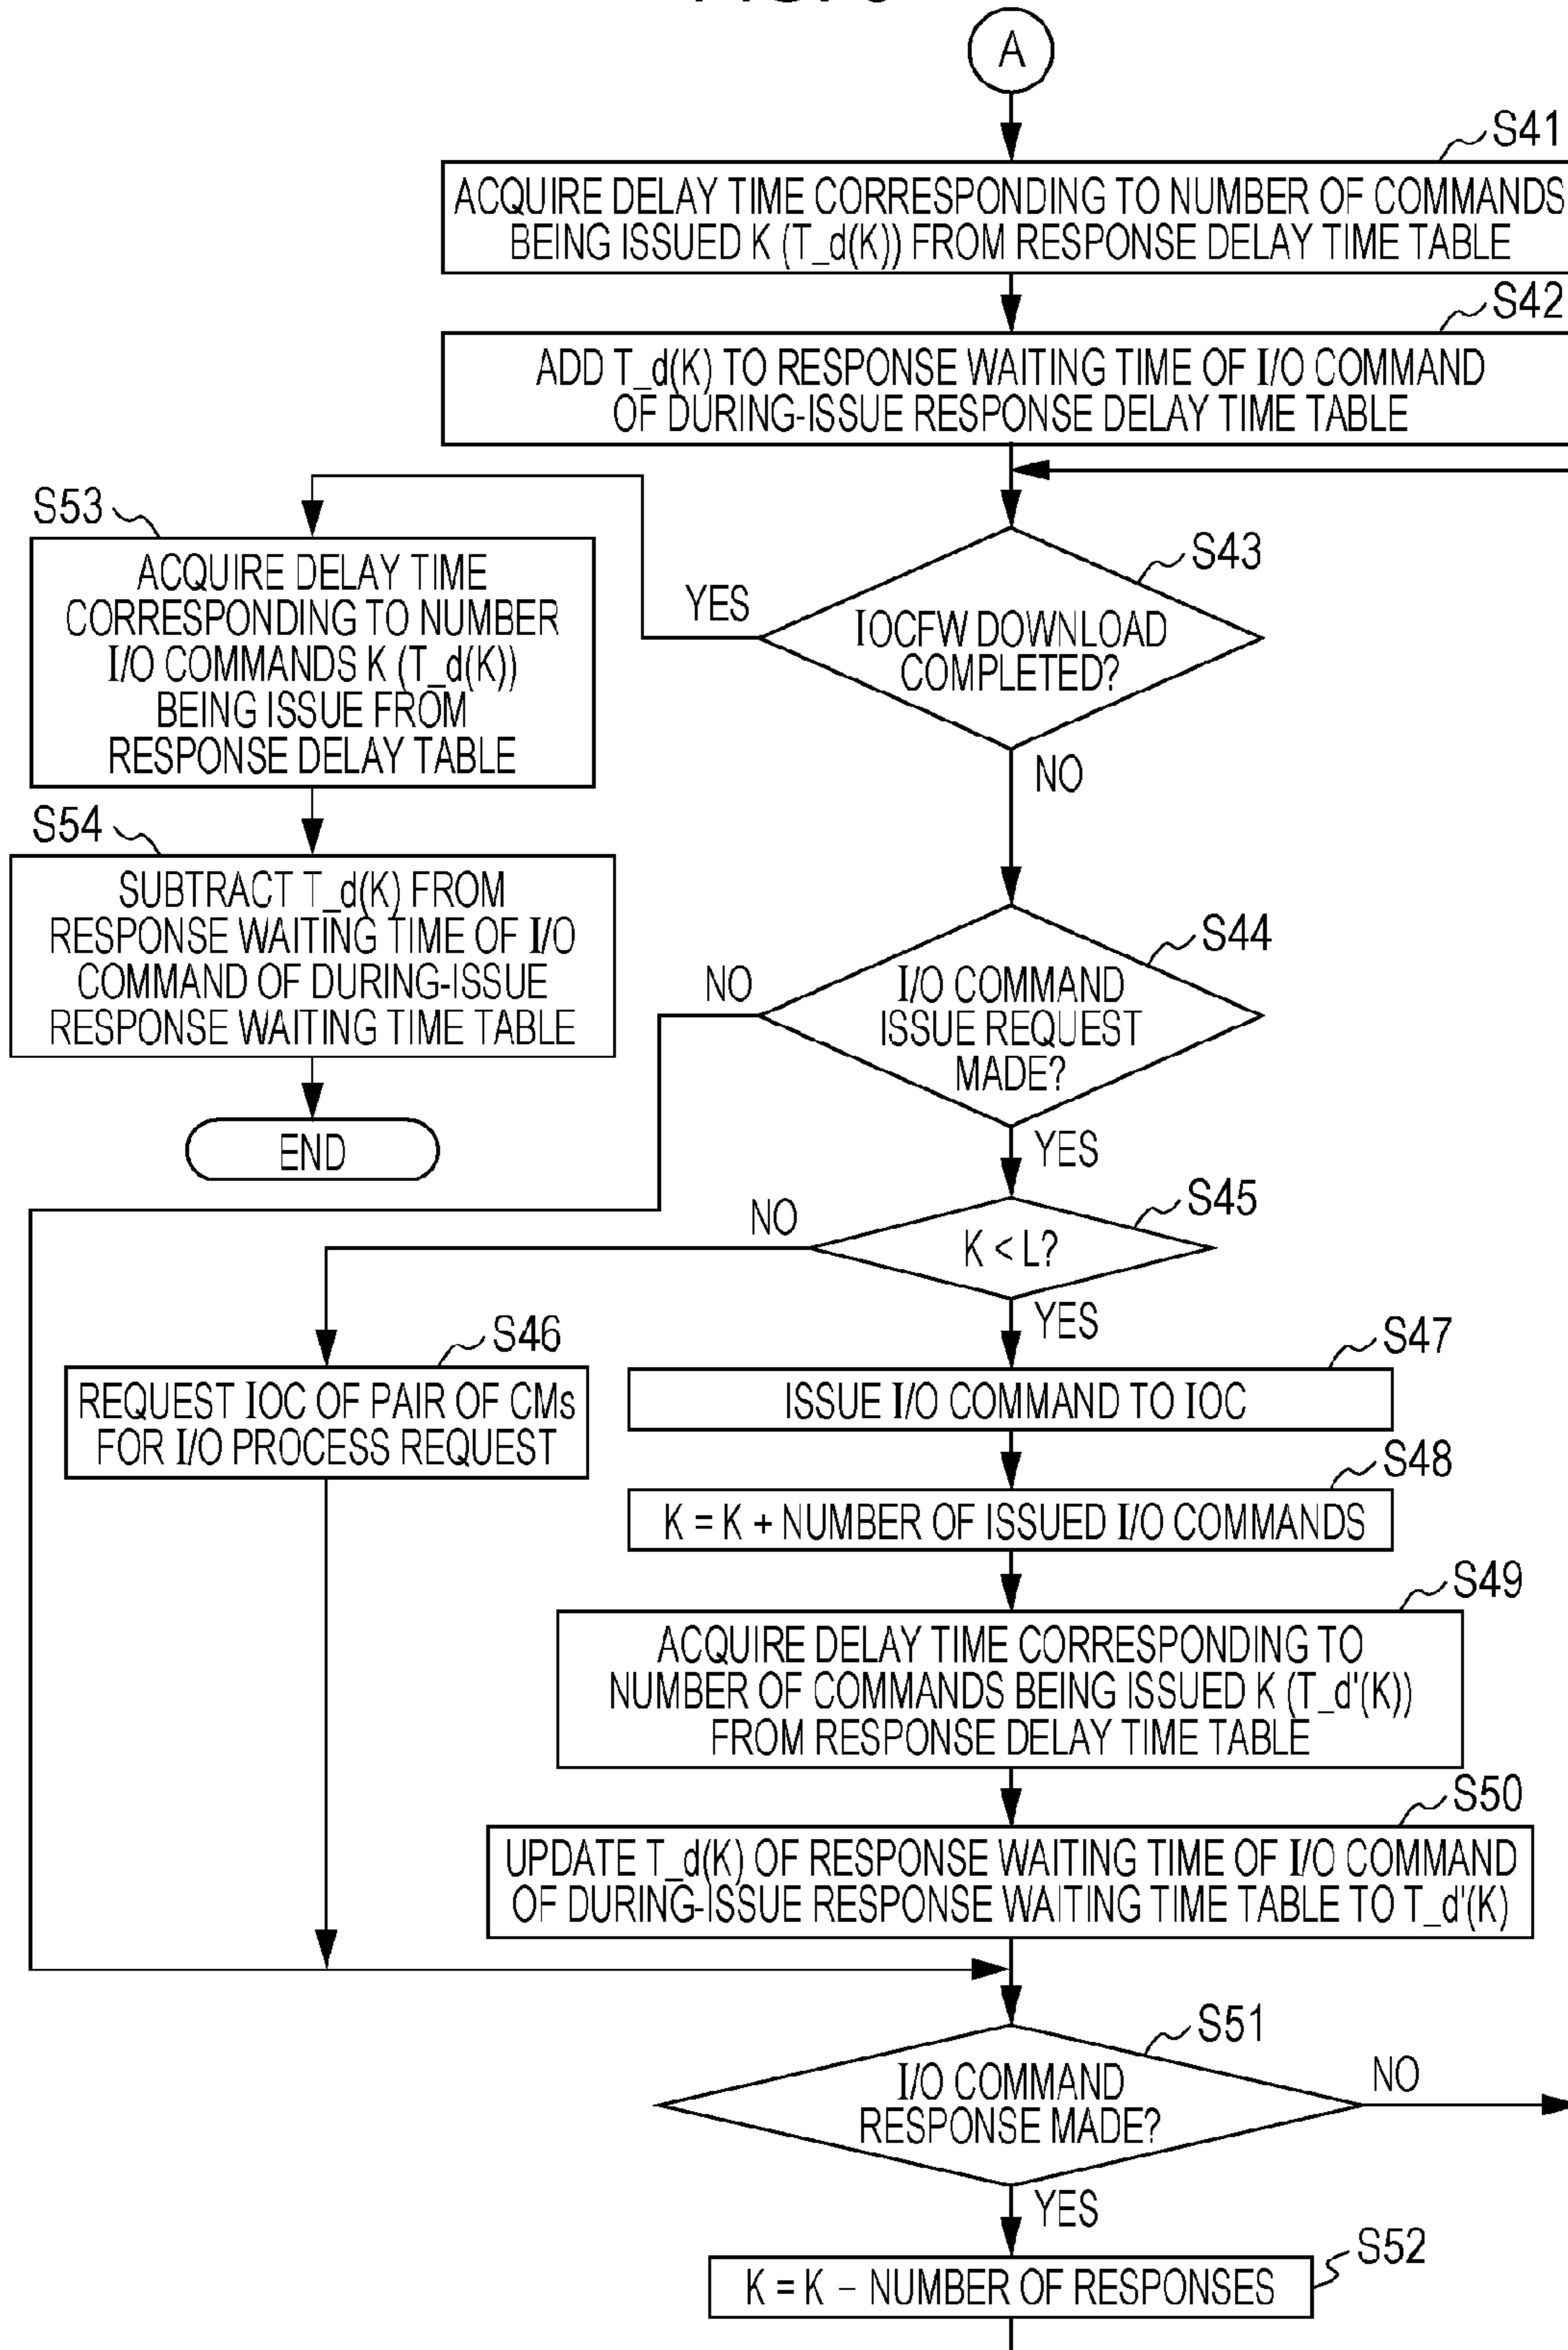 A
S41
ACQUIRE DELAY TIME CORRESPONDING TO NUMBER OF COMMANDS
BEING ISSUED K (T_d(K)) FROM RESPONSE DELAY TIME TABLE
S42
ADD T_d(K) TO RESPONSE WAITING TIME OF I/O COMMAND
OF DURING-ISSUE RESPONSE DELAY TIME TABLE
S43
IOCFW DOWNLOAD
COMPLETED?
YES
NO
S53
ACQUIRE DELAY TIME
CORRESPONDING TO NUMBER
I/O COMMANDS K (T_d(K))
BEING ISSUE FROM
RESPONSE DELAY TABLE
S54
SUBTRACT T_d(K) FROM
RESPONSE WAITING TIME OF I/O
COMMAND OF DURING-ISSUE
RESPONSE WAITING TIME TABLE
END
S44
I/O COMMAND
ISSUE REQUEST
MADE?
NO
YES
S45
K < L?
NO
YES
S46
REQUEST IOC OF PAIR OF CMs
FOR I/O PROCESS REQUEST
S47
ISSUE I/O COMMAND TO IOC
S48
K = K + NUMBER OF ISSUED I/O COMMANDS
S49
ACQUIRE DELAY TIME CORRESPONDING TO
NUMBER OF COMMANDS BEING ISSUED K (T_d'(K))
FROM RESPONSE DELAY TIME TABLE
S50
UPDATE T_d(K) OF RESPONSE WAITING TIME OF I/O COMMAND
OF DURING-ISSUE RESPONSE WAITING TIME TABLE TO T_d'(K)
S51
I/O COMMAND
RESPONSE MADE?
NO
YES
S52
K = K – NUMBER OF RESPONSES